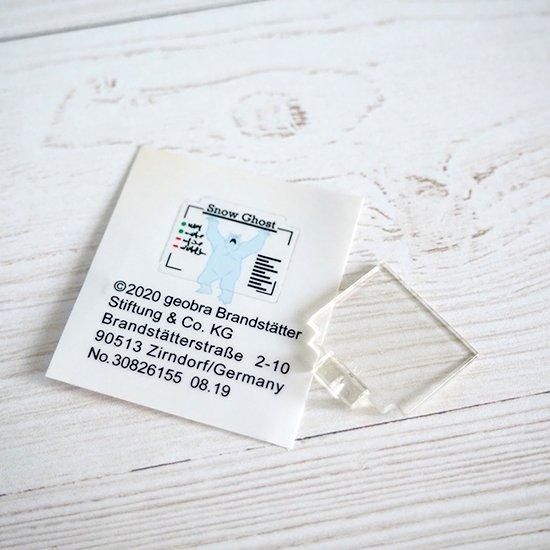 Snow Ghost
©2020 geobra Brandstätter
Stiftung & Co. KG
Brandstätterstraße 2-10
90513 Zirndorf/Germany
No.30826155 08.19